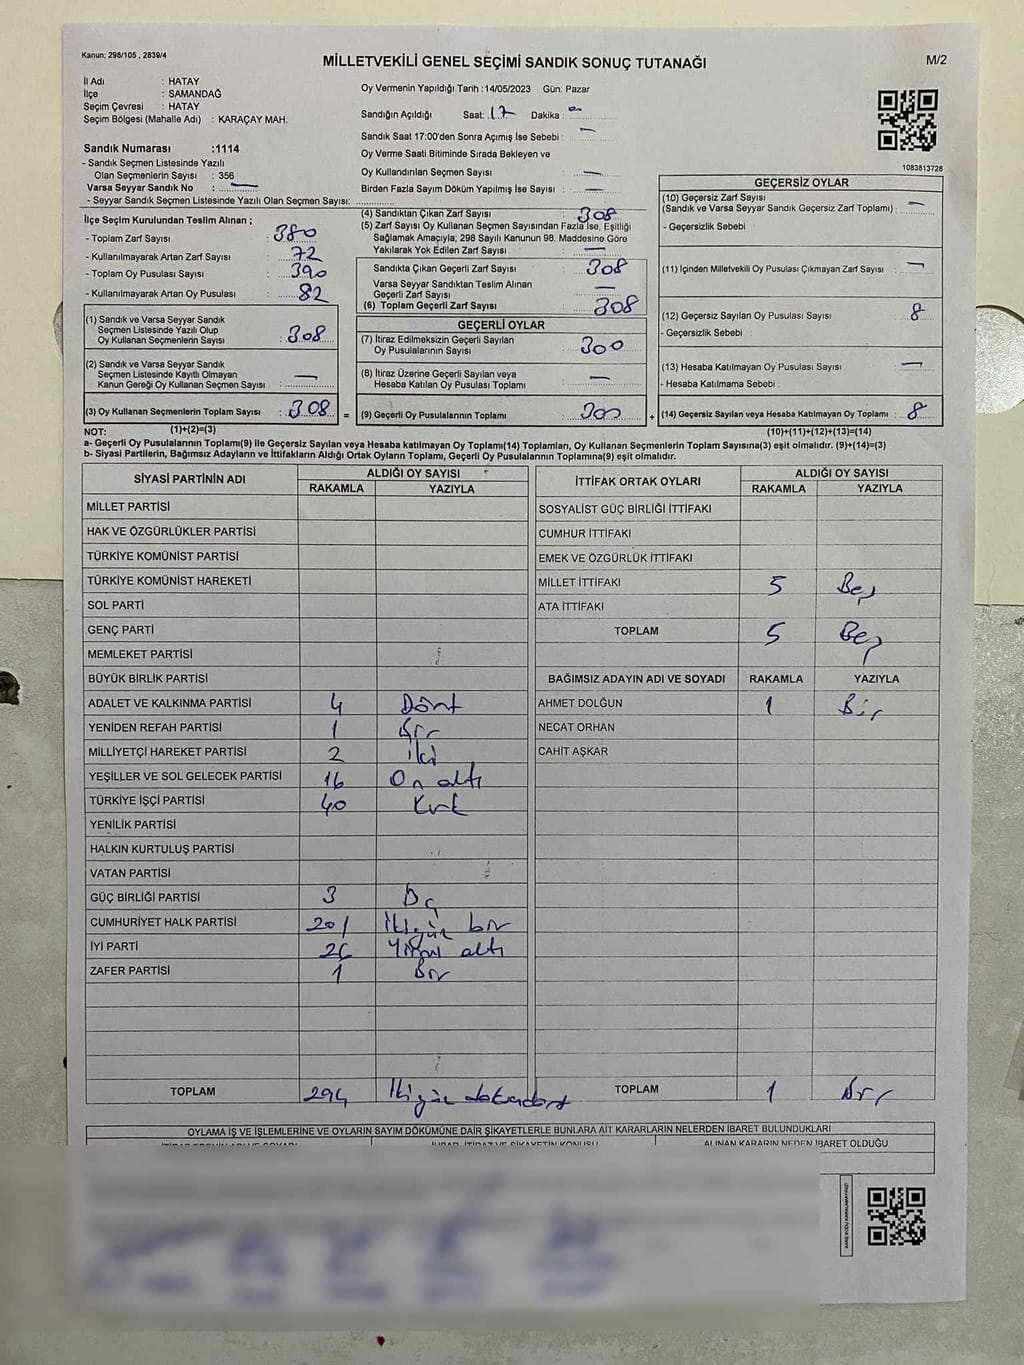 Kanun: 298/105 , 2839/4
MİLLETVEKİLİ GENEL SEÇİMİ SANDIK SONUÇ TUTANAĞI
M/2
İl Adı : HATAY
İlçe : SAMANDAĞ
Seçim Çevresi : HATAY
Seçim Bölgesi (Mahalle Adı) : KARAÇAY MAH.
Sandık Numarası :1114
- Sandık Seçmen Listesinde Yazılı
Olan Seçmenlerin Sayısı : 356
Varsa Seyyar Sandık No : —
- Seyyar Sandık Seçmen Listesinde Yazılı Olan Seçmen Sayısı:
Oy Vermenin Yapıldığı Tarih :14/05/2023 Gün: Pazar
Sandığın Açıldığı Saat: 17 Dakika :
Sandık Saat 17:00'den Sonra Açımış İse Sebebi : —
Oy Verme Saati Bitiminde Sırada Bekleyen ve
Oy Kullandırılan Seçmen Sayısı : —
Birden Fazla Sayım Döküm Yapılmış İse Sayısı : —
1083813728
İlçe Seçim Kurulundan Teslim Alınan ;
- Toplam Zarf Sayısı : 380
- Kullanılmayarak Artan Zarf Sayısı : 72
- Toplam Oy Pusulası Sayısı : 390
- Kullanılmayarak Artan Oy Pusulası : 82
(4) Sandıktan Çıkan Zarf Sayısı : 308
(5) Zarf Sayısı Oy Kullanan Seçmen Sayısından Fazla İse, Eşitliği
Sağlamak Amacıyla; 298 Sayılı Kanunun 98. Maddesine Göre
Yakılarak Yok Edilen Zarf Sayısı : —
Sandıkta Çıkan Geçerli Zarf Sayısı : 308
Varsa Seyyar Sandıktan Teslim Alınan
Geçerli Zarf Sayısı : —
(6) Toplam Geçerli Zarf Sayısı : 308
GEÇERSİZ OYLAR
(10) Geçersiz Zarf Sayısı
(Sandık ve Varsa Seyyar Sandık Geçersiz Zarf Toplamı) : —
- Geçersizlik Sebebi
(11) İçinden Milletvekili Oy Pusulası Çıkmayan Zarf Sayısı : —
(12) Geçersiz Sayılan Oy Pusulası Sayısı : 8
- Geçersizlik Sebebi :
(13) Hesaba Katılmayan Oy Pusulası Sayısı : —
- Hesaba Katılmama Sebebi :
(14) Geçersiz Sayılan veya Hesaba Katılmayan Oy Toplamı : 8
(1) Sandık ve Varsa Seyyar Sandık
Seçmen Listesinde Yazılı Olup
Oy Kullanan Seçmenlerin Sayısı : 308
(2) Sandık ve Varsa Seyyar Sandık
Seçmen Listesinde Kayıtlı Olmayan
Kanun Gereği Oy Kullanan Seçmen Sayısı : —
(3) Oy Kullanan Seçmenlerin Toplam Sayısı : 308 =
GEÇERLİ OYLAR
(7) İtiraz Edilmeksizin Geçerli Sayılan
Oy Pusulalarının Sayısı : 300
(8) İtiraz Üzerine Geçerli Sayılan veya
Hesaba Katılan Oy Pusulası Toplamı : —
(9) Geçerli Oy Pusulalarının Toplamı : 300 +
NOT: (1)+(2)=(3) (10)+(11)+(12)+(13)=(14)
a- Geçerli Oy Pusulalarının Toplamı(9) ile Geçersiz Sayılan veya Hesaba katılmayan Oy Toplamı(14) Toplamları, Oy Kullanan Seçmenlerin Toplam Sayısına(3) eşit olmalıdır. (9)+(14)=(3)
b- Siyasi Partilerin, Bağımsız Adayların ve İttifakların Aldığı Ortak Oyların Toplamı, Geçerli Oy Pusulalarının Toplamına(9) eşit olmalıdır.
SİYASİ PARTİNİN ADI ALDIĞI OY SAYISI
RAKAMLA YAZIYLA
MİLLET PARTİSİ
HAK VE ÖZGÜRLÜKLER PARTİSİ
TÜRKİYE KOMÜNİST PARTİSİ
TÜRKİYE KOMÜNİST HAREKETİ
SOL PARTİ
GENÇ PARTİ
MEMLEKET PARTİSİ
BÜYÜK BİRLİK PARTİSİ
ADALET VE KALKINMA PARTİSİ 4 Dört
YENİDEN REFAH PARTİSİ 1 Bir
MİLLİYETÇİ HAREKET PARTİSİ 2 iki
YEŞİLLER VE SOL GELECEK PARTİSİ 16 On altı
TÜRKİYE İŞÇİ PARTİSİ 40 Kırk
YENİLİK PARTİSİ
HALKIN KURTULUŞ PARTİSİ
VATAN PARTİSİ
GÜÇ BİRLİĞİ PARTİSİ 3 Üç
CUMHURİYET HALK PARTİSİ 201 İkiyüz bir
İYİ PARTİ 26 Yirmi altı
ZAFER PARTİSİ 1 Bir
TOPLAM 294 İkiyüz doksandört
İTTİFAK ORTAK OYLARI ALDIĞI OY SAYISI
RAKAMLA YAZIYLA
SOSYALİST GÜÇ BİRLİĞİ İTTİFAKI
CUMHUR İTTİFAKI
EMEK VE ÖZGÜRLÜK İTTİFAKI
MİLLET İTTİFAKI 5 Beş
ATA İTTİFAKI
TOPLAM 5 Beş
BAĞIMSIZ ADAYIN ADI VE SOYADI RAKAMLA YAZIYLA
AHMET DOLĞUN 1 Bir
NECAT ORHAN
CAHİT AŞKAR
TOPLAM 1 Bir
OYLAMA İŞ VE İŞLEMLERİNE VE OYLARIN SAYIM DÖKÜMÜNE DAİR ŞİKAYETLERLE BUNLARA AİT KARARLARIN NELERDEN İBARET BULUNDUKLARI
ALINAN KARARIN NEDEN İBARET OLDUĞU